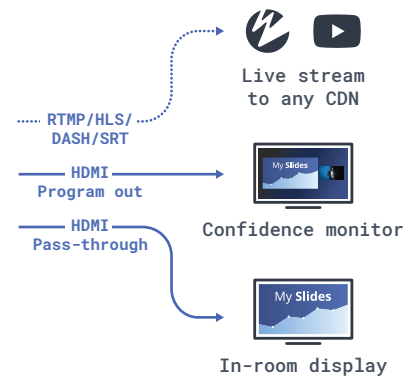 Live stream
to any CDN
RTMP/HLS/
DASH/SRT
HDMI
Program out
My Slides
Confidence monitor
HDMI
Pass-through
My Slides
In-room display